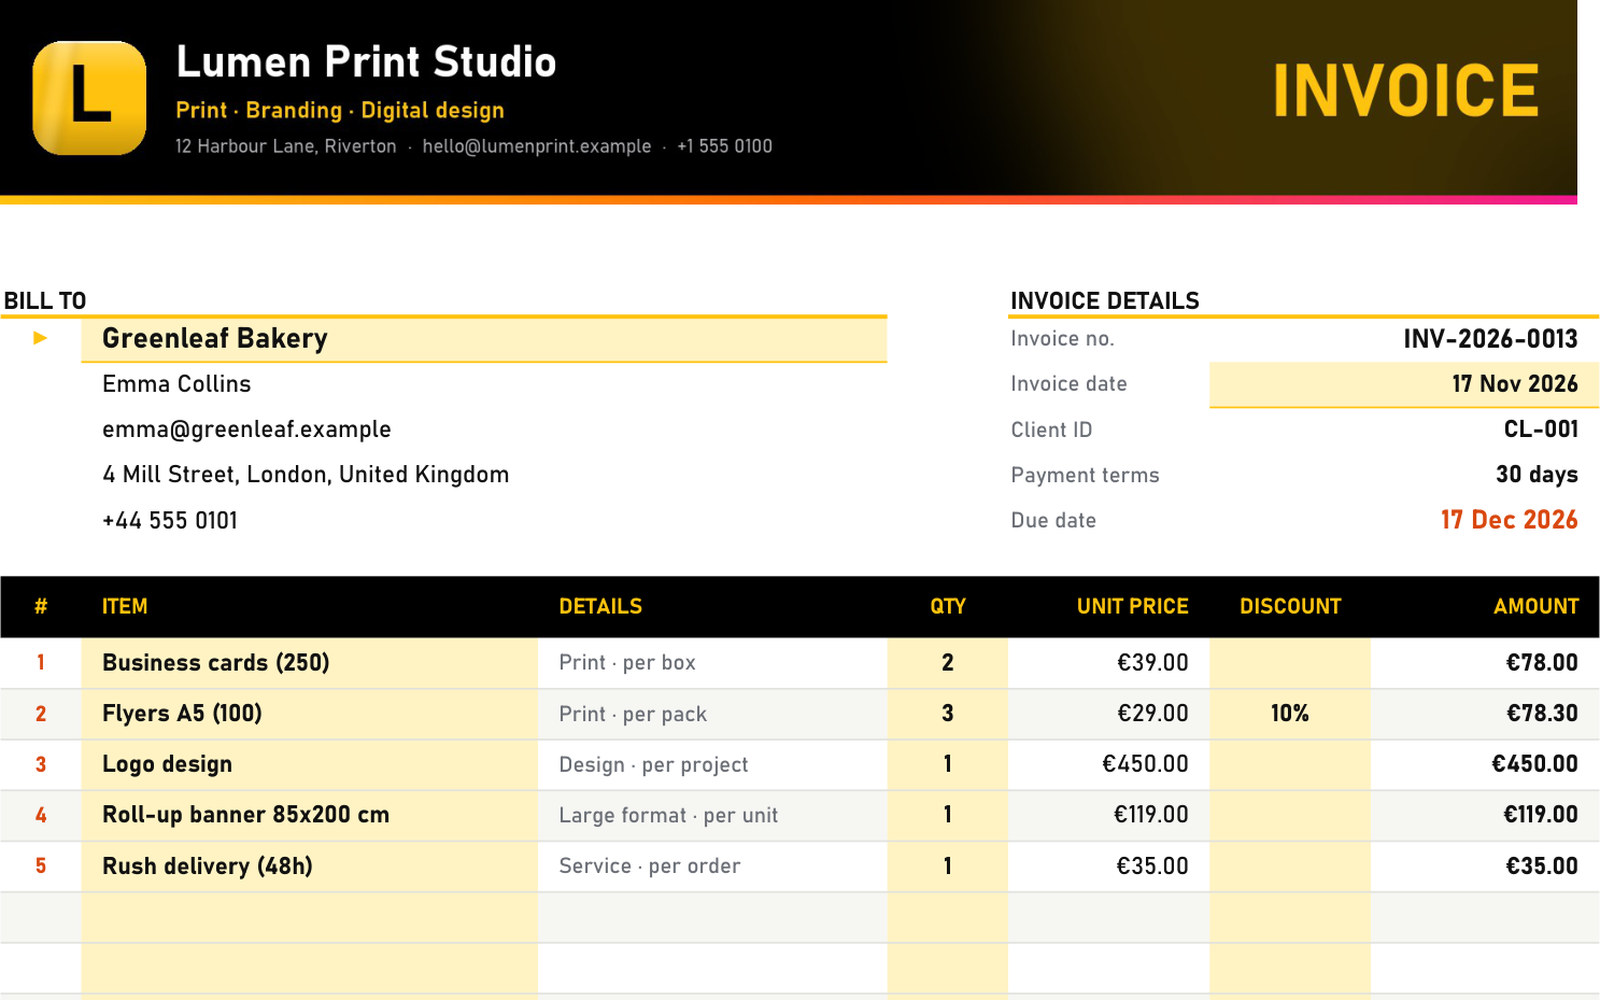 L
Lumen Print Studio
Print · Branding · Digital design
12 Harbour Lane, Riverton · hello@lumenprint.example · +1 555 0100
INVOICE
BILL TO
► Greenleaf Bakery
Emma Collins
emma@greenleaf.example
4 Mill Street, London, United Kingdom
+44 555 0101
INVOICE DETAILS
Invoice no. INV-2026-0013
Invoice date 17 Nov 2026
Client ID CL-001
Payment terms 30 days
Due date 17 Dec 2026
# ITEM DETAILS QTY UNIT PRICE DISCOUNT AMOUNT
1 Business cards (250) Print · per box 2 €39.00 €78.00
2 Flyers A5 (100) Print · per pack 3 €29.00 10% €78.30
3 Logo design Design · per project 1 €450.00 €450.00
4 Roll-up banner 85x200 cm Large format · per unit 1 €119.00 €119.00
5 Rush delivery (48h) Service · per order 1 €35.00 €35.00